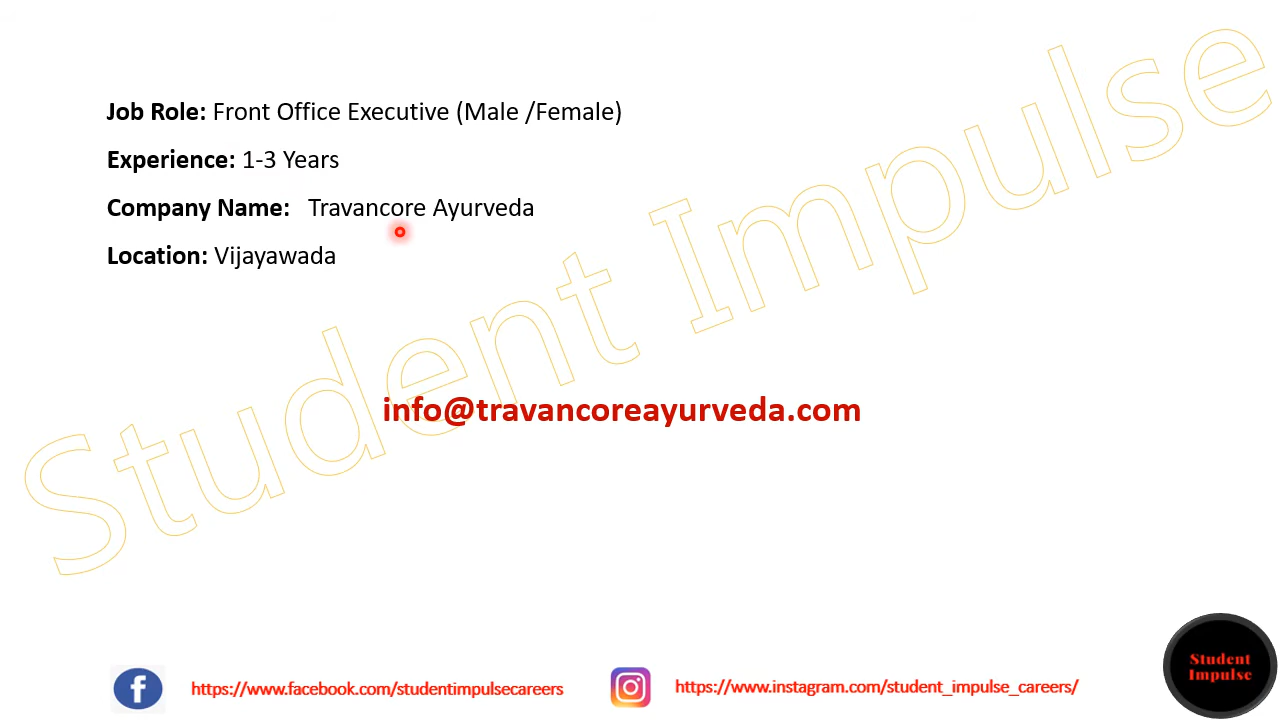 Job Role: Front Office Executive (Male /Female)
Experience: 1-3 Years
Company Name: Travancore Ayurveda
Location: Vijayawada
Student Impulse
info@travancoreayurveda.com
https://www.facebook.com/studentimpulsecareers
https://www.instagram.com/student_impulse_careers/
Student
Impulse